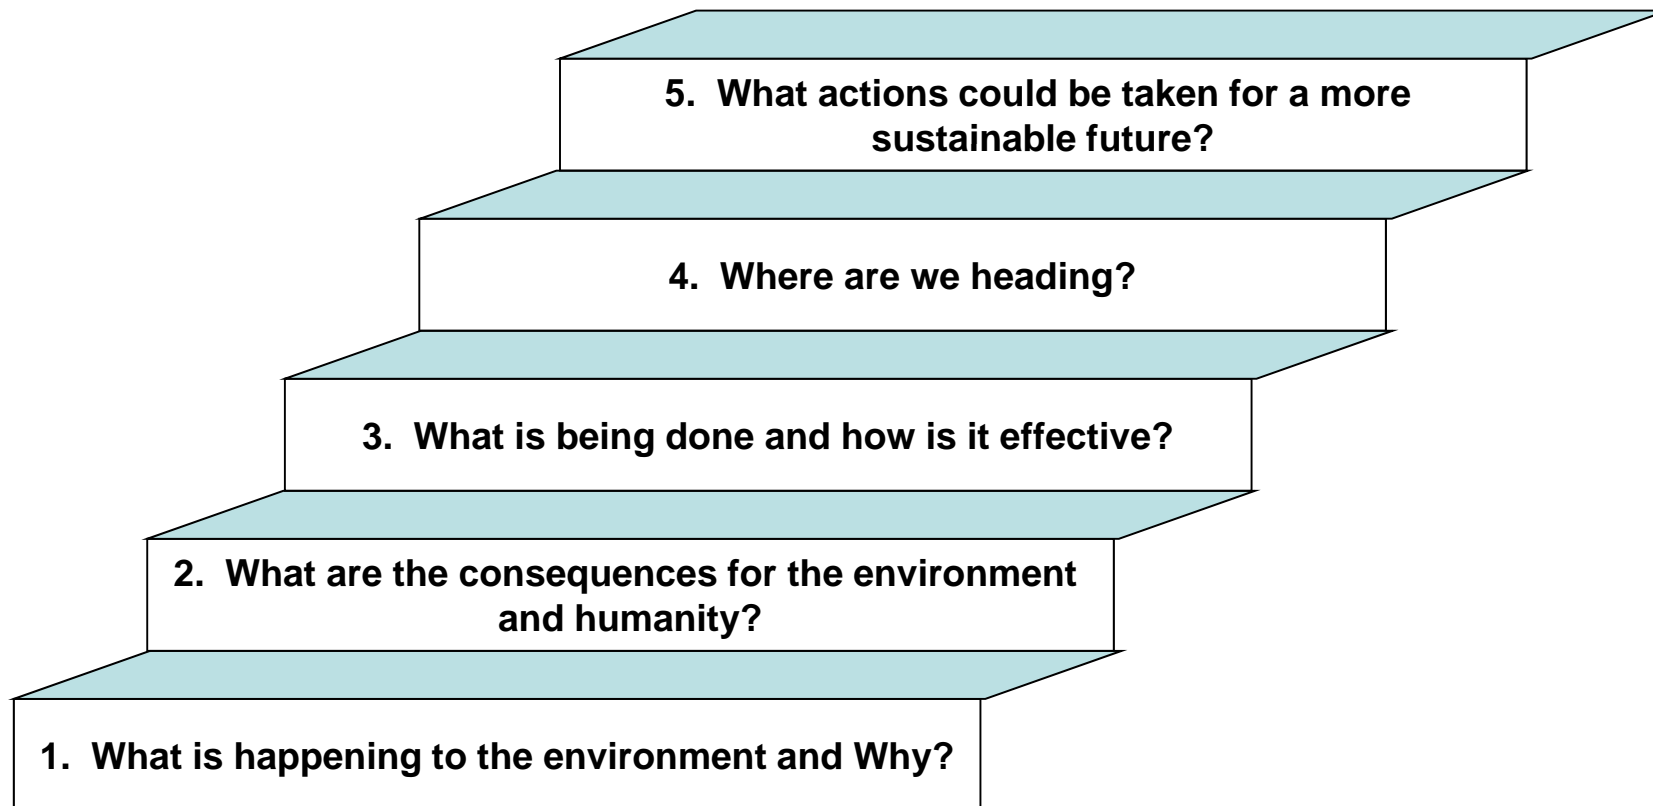 5. What actions could be taken for a more
sustainable future?
4. Where are we heading?
3. What is being done and how is it effective?
2. What are the consequences for the environment
and humanity?
1. What is happening to the environment and Why?